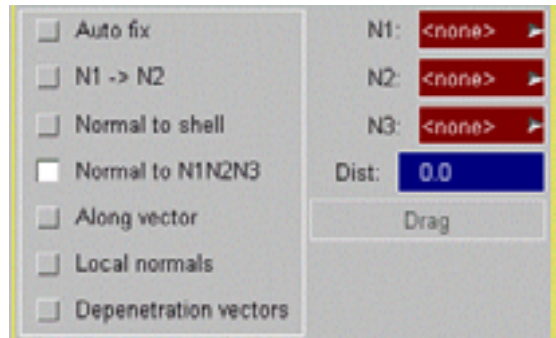 Auto fix N1: <none>
N1 -> N2 N2: <none>
Normal to shell N3: <none>
Normal to N1N2N3 Dist: 0.0
Along vector Drag
Local normals
Depenetration vectors